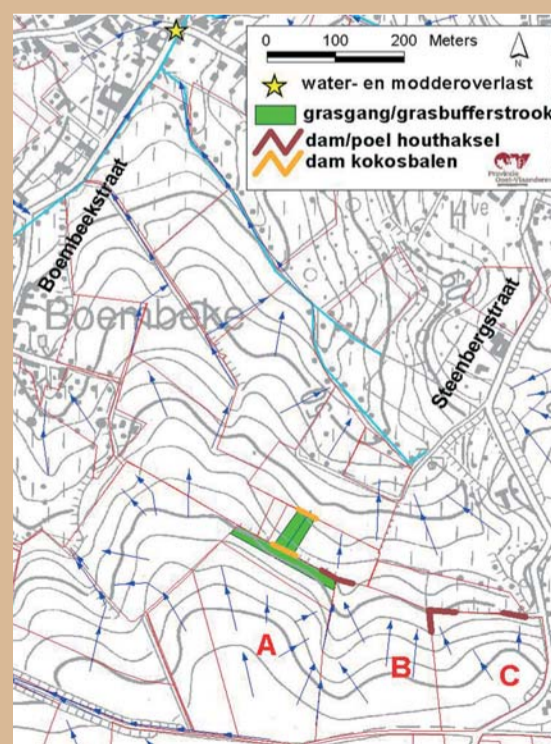 0 100 200 Meters
N
water- en modderoverlast
grasgang/grasbufferstrook
dam/poel houthaksel
dam kokosbalen
Provincie
Oost-Vlaanderen
Boembeekstraat
Hve
Boembeke
Steenbergstraat
A
B
C